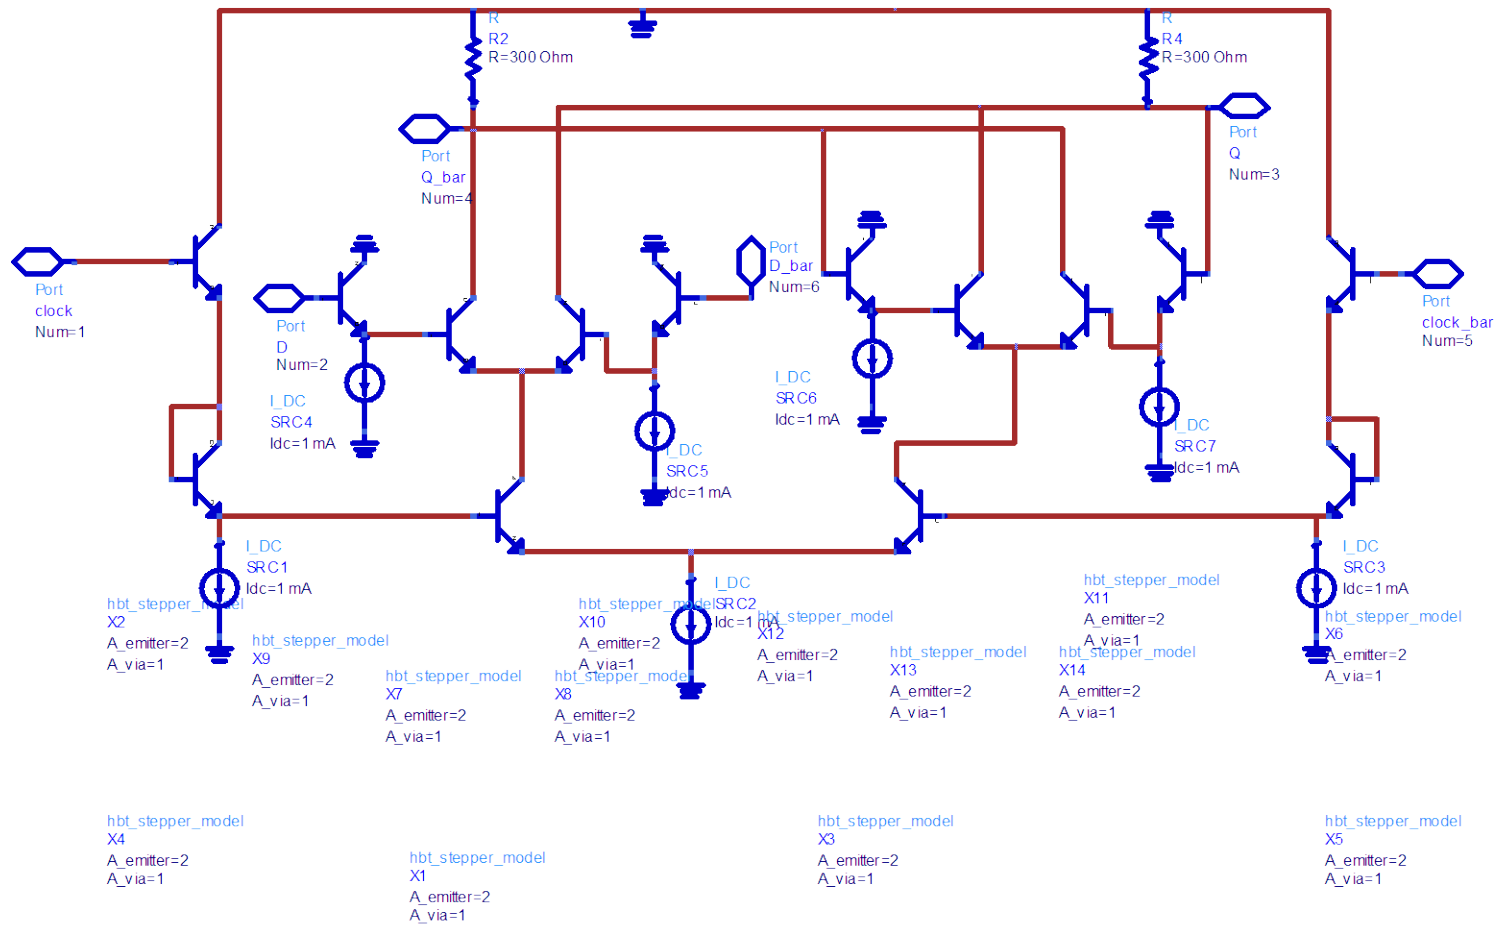 R
R2
R=300 Ohm
R
R4
R=300 Ohm
Port
Q_bar
Num=4
Port
Q
Num=3
Port
clock
Num=1
Port
D
Num=2
Port
D_bar
Num=6
Port
clock_bar
Num=5
I_DC
SRC4
Idc=1 mA
I_DC
SRC5
Idc=1 mA
I_DC
SRC6
Idc=1 mA
I_DC
SRC7
Idc=1 mA
I_DC
SRC1
Idc=1 mA
I_DC
SRC2
Idc=1 mA
I_DC
SRC3
Idc=1 mA
hbt_stepper_model
X2
A_emitter=2
A_via=1
hbt_stepper_model
X9
A_emitter=2
A_via=1
hbt_stepper_model
X7
A_emitter=2
A_via=1
hbt_stepper_model
X10
A_emitter=2
A_via=1
hbt_stepper_model
X8
A_emitter=2
A_via=1
hbt_stepper_model
X12
A_emitter=2
A_via=1
hbt_stepper_model
X13
A_emitter=2
A_via=1
hbt_stepper_model
X11
A_emitter=2
A_via=1
hbt_stepper_model
X14
A_emitter=2
A_via=1
hbt_stepper_model
X6
A_emitter=2
A_via=1
hbt_stepper_model
X4
A_emitter=2
A_via=1
hbt_stepper_model
X1
A_emitter=2
A_via=1
hbt_stepper_model
X3
A_emitter=2
A_via=1
hbt_stepper_model
X5
A_emitter=2
A_via=1